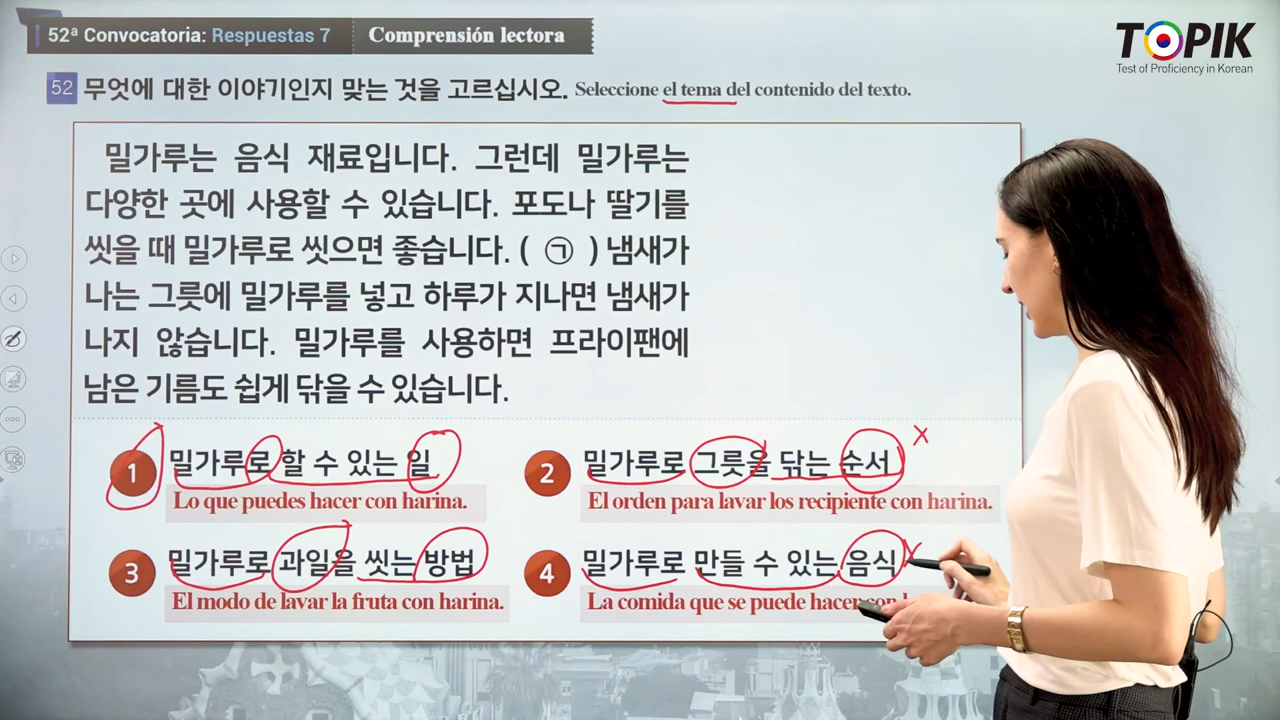 52ª Convocatoria: Respuestas 7 Comprensión lectora
TOPIK
Test of Proficiency in Korean
52 무엇에 대한 이야기인지 맞는 것을 고르십시오. Seleccione el tema del contenido del texto.
밀가루는 음식 재료입니다. 그런데 밀가루는
다양한 곳에 사용할 수 있습니다. 포도나 딸기를
씻을 때 밀가루로 씻으면 좋습니다. ( ㉠ ) 냄새가
나는 그릇에 밀가루를 넣고 하루가 지나면 냄새가
나지 않습니다. 밀가루를 사용하면 프라이팬에
남은 기름도 쉽게 닦을 수 있습니다.
1 밀가루로 할 수 있는 일
Lo que puedes hacer con harina.
2 밀가루로 그릇을 닦는 순서
El orden para lavar los recipiente con harina.
3 밀가루로 과일을 씻는 방법
El modo de lavar la fruta con harina.
4 밀가루로 만들 수 있는 음식
La comida que se puede hacer con